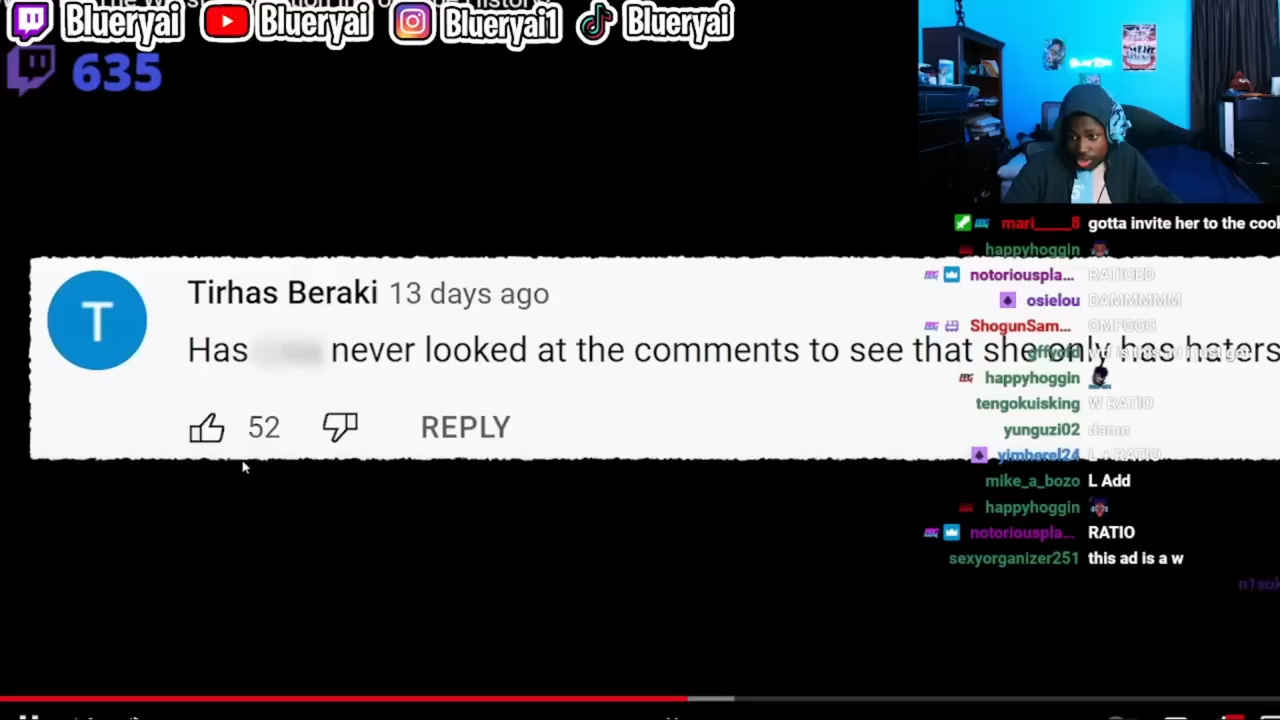 Blueryai Blueryai Blueryai1 Blueryai
635
Tirhas Beraki 13 days ago
Has never looked at the comments to see that she only has haters
52 REPLY
mari____8 gotta invite her to the cool
happyhoggin
notoriouspla... RATIOED
osielou DAMMMMM
ShogunSam... OMFGGG
happyhoggin
tengokuisking W RATIO
yunguzi02 damn
yimberel24 L + RATIO
mike_a_bozo L Add
happyhoggin
notoriouspla... RATIO
sexyorganizer251 this ad is a w